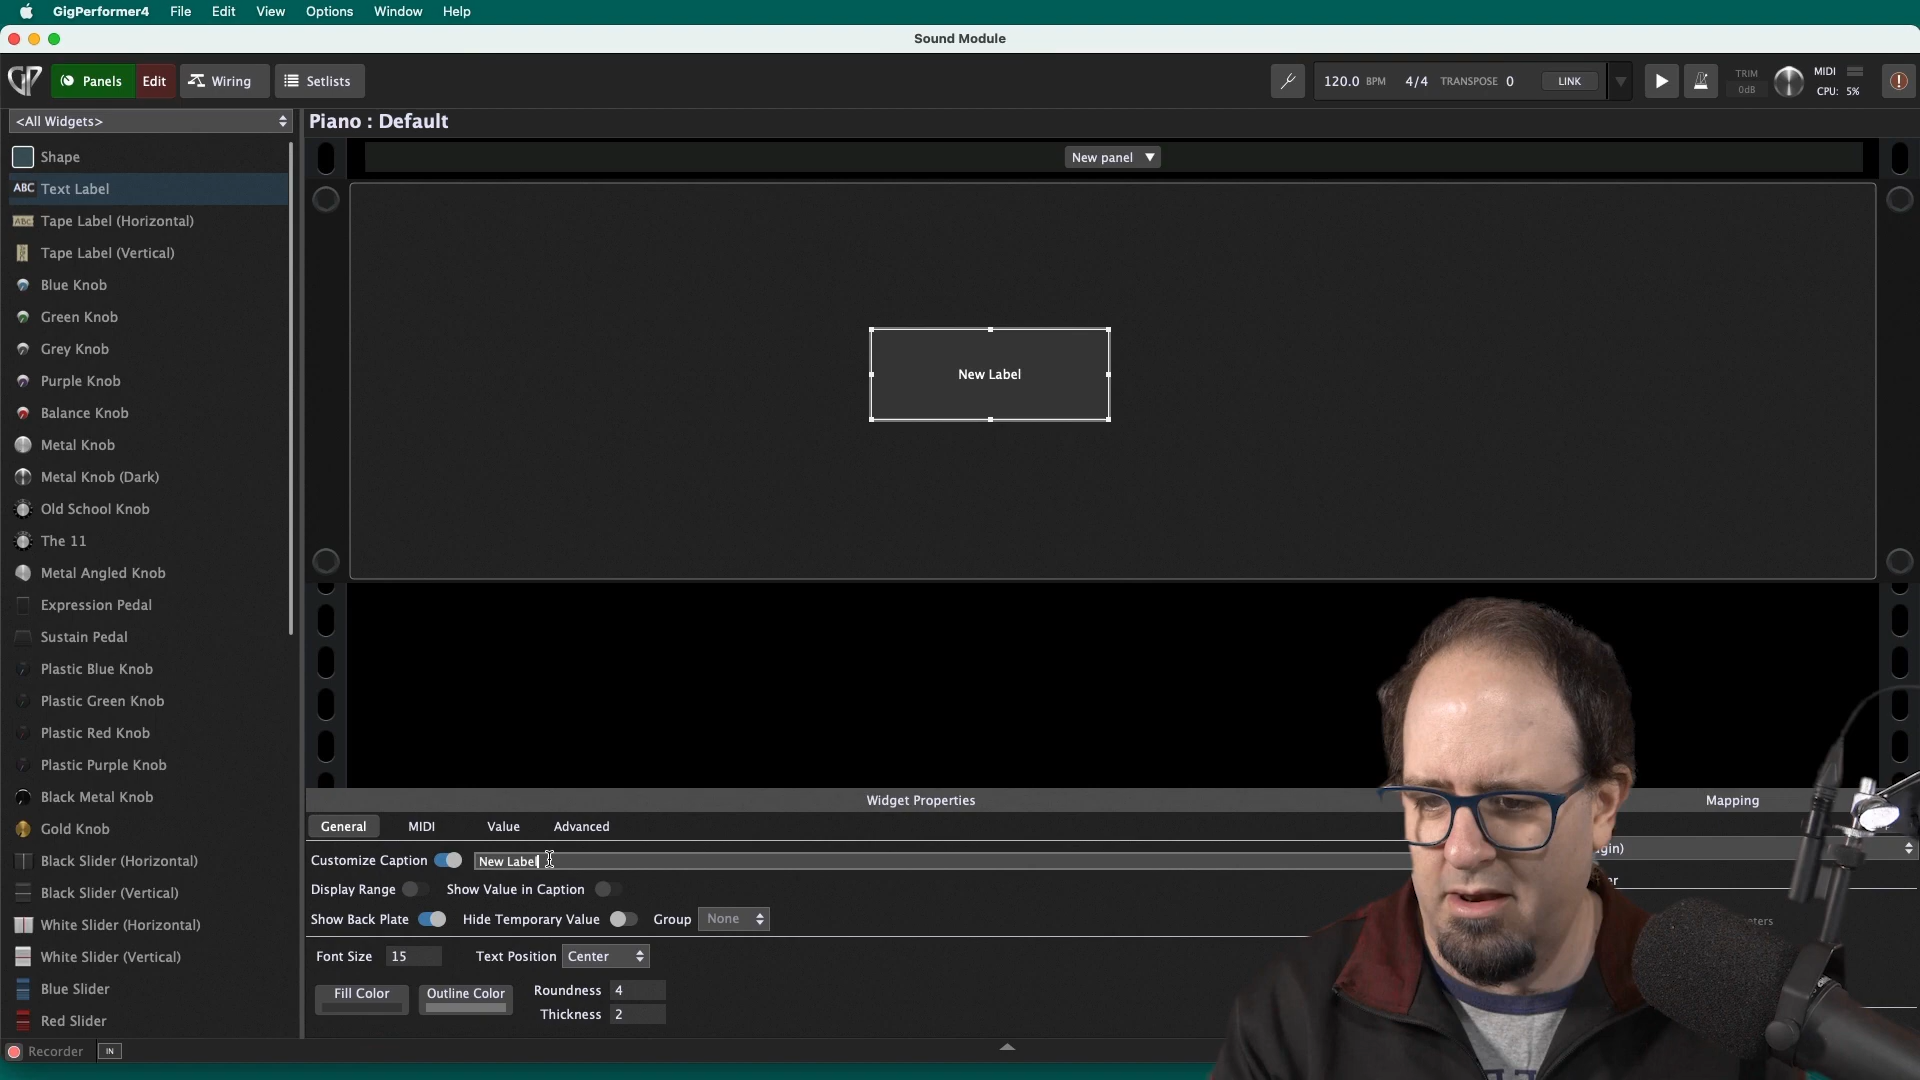 GigPerformer4 File Edit View Options Window Help
Sound Module
Panels Edit Wiring Setlists
120.0 BPM 4/4 TRANSPOSE 0 LINK
TRIM
0dB
MIDI
CPU: 5%
<All Widgets>
Piano : Default
New panel
Shape
ABC Text Label
ABC Tape Label (Horizontal)
Tape Label (Vertical)
Blue Knob
Green Knob
Grey Knob
Purple Knob
Balance Knob
Metal Knob
Metal Knob (Dark)
Old School Knob
The 11
Metal Angled Knob
Expression Pedal
Sustain Pedal
Plastic Blue Knob
Plastic Green Knob
Plastic Red Knob
Plastic Purple Knob
Black Metal Knob
Gold Knob
Black Slider (Horizontal)
Black Slider (Vertical)
White Slider (Horizontal)
White Slider (Vertical)
Blue Slider
Red Slider
New Label
Widget Properties
Mapping
General MIDI Value Advanced
Customize Caption New Label
Display Range Show Value in Caption
Show Back Plate Hide Temporary Value Group None
Font Size 15 Text Position Center
Fill Color Outline Color Roundness 4
Thickness 2
Recorder IN